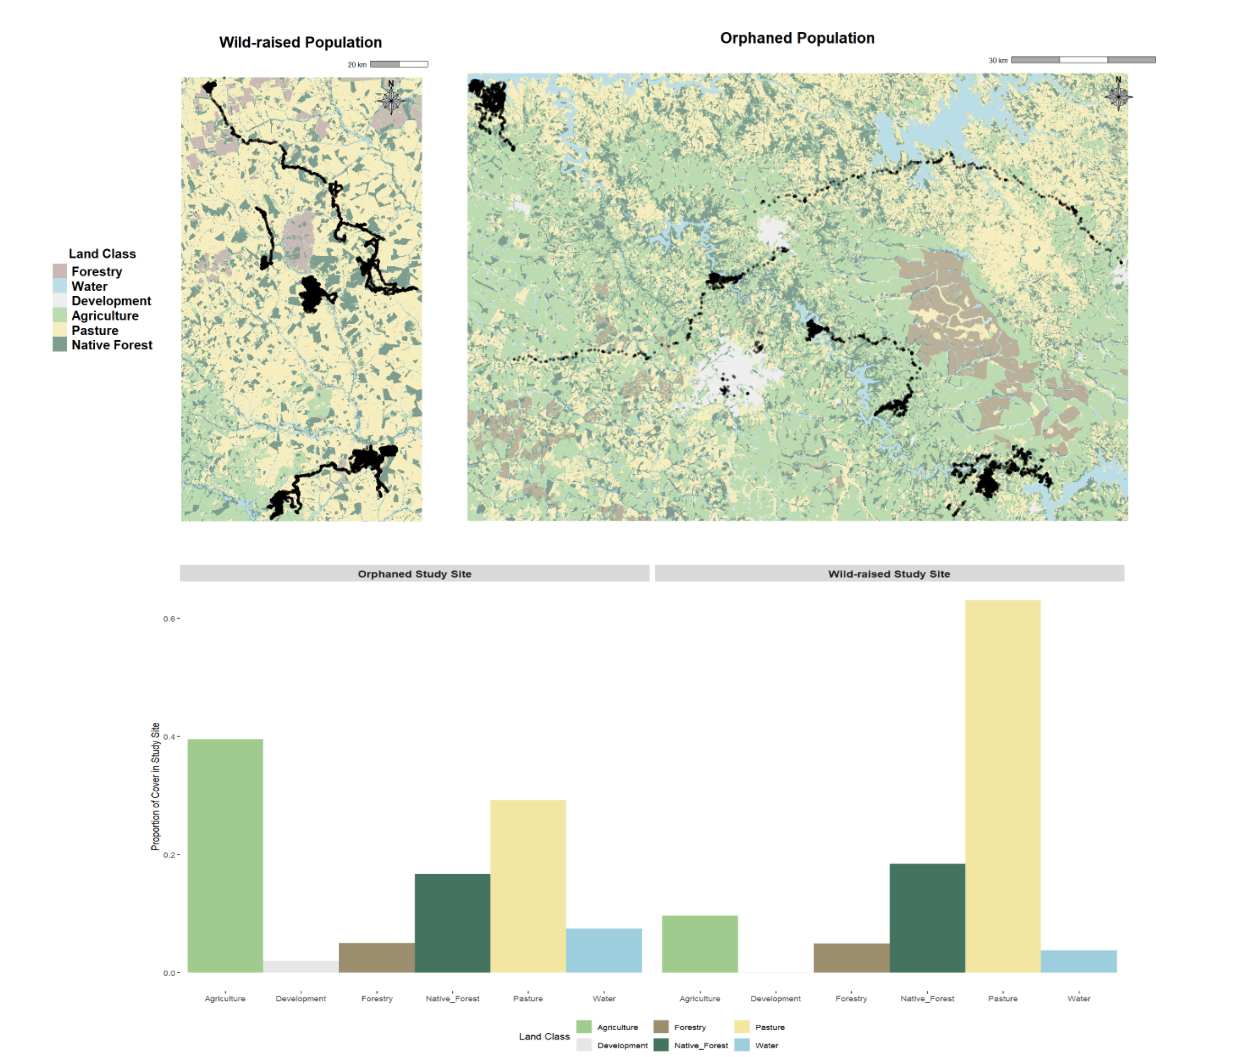 Wild-raised Population
Orphaned Population
20 km
30 km
N
N
Land Class
Forestry
Water
Development
Agriculture
Pasture
Native Forest
Orphaned Study Site
Wild-raised Study Site
Proportion of Cover in Study Site
0.6
0.4
0.2
0.0
Agriculture Development Forestry Native_Forest Pasture Water
Agriculture Development Forestry Native_Forest Pasture Water
Land Class
Agriculture Forestry Pasture
Development Native_Forest Water